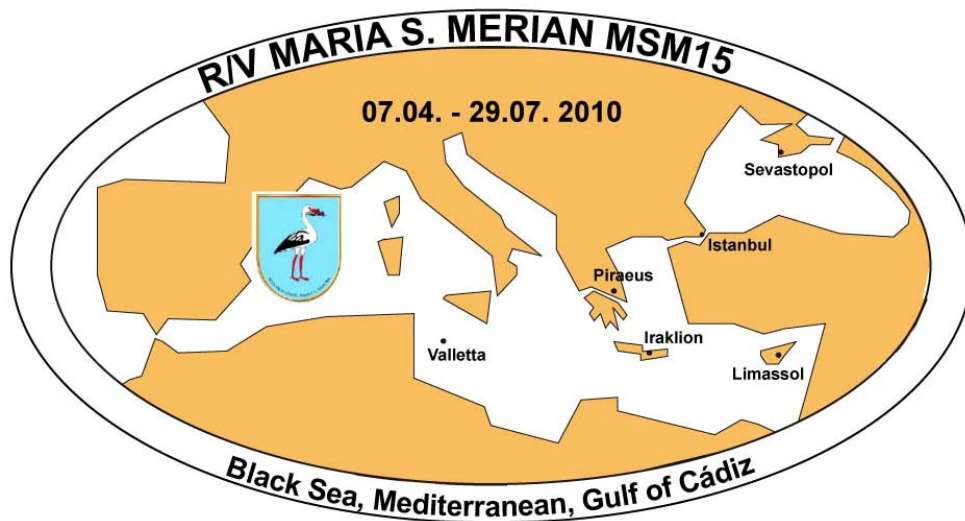 R/V MARIA S. MERIAN MSM15
07.04. - 29.07. 2010
Sevastopol
Istanbul
Piraeus
Iraklion
Valletta
Limassol
Black Sea, Mediterranean, Gulf of Cádiz